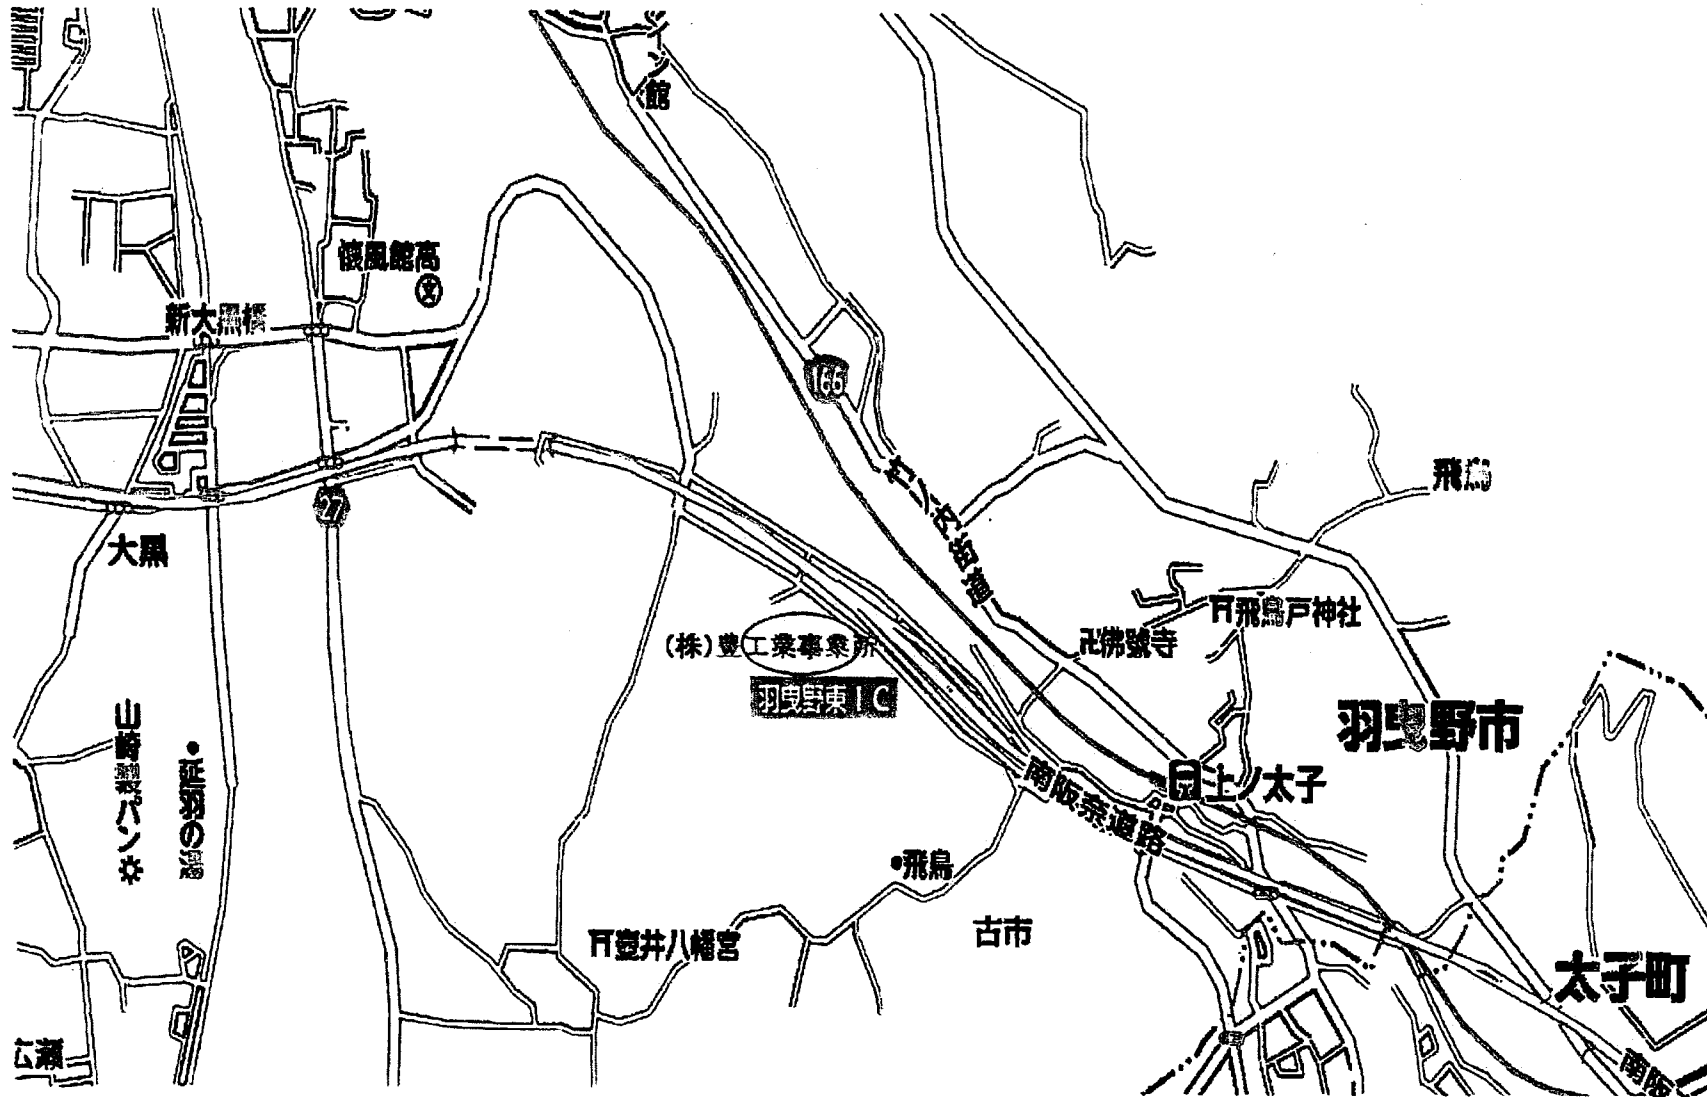 館
懐風館高
文
新大黒橋
166
飛鳥
竹ノ内街道
27
大黒
飛鳥戸神社
佛號寺
(株)豊工業事業所
羽曳野東IC
羽曳野市
山崎製パン
延羽の湯
上ノ太子
南阪奈道路
飛鳥
古市
壺井八幡宮
太子町
広瀬
南阪